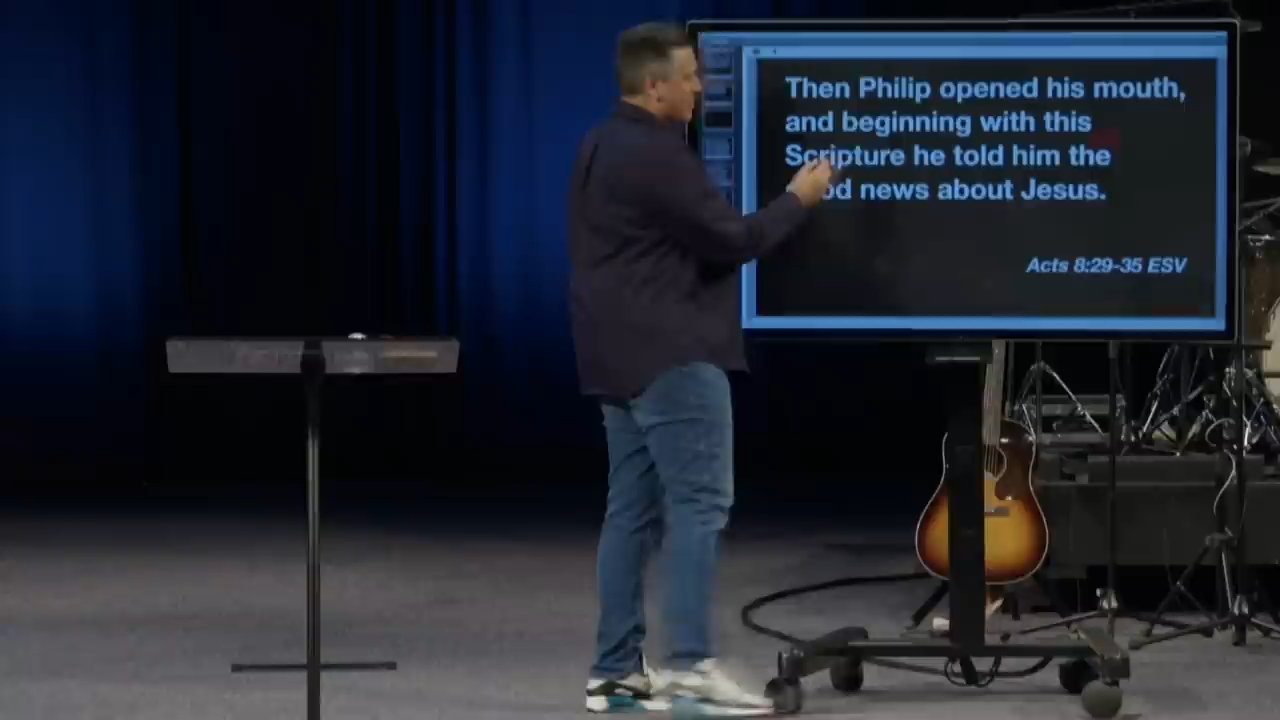 Then Philip opened his mouth,
and beginning with this
Scripture he told him the
od news about Jesus.
Acts 8:29-35 ESV